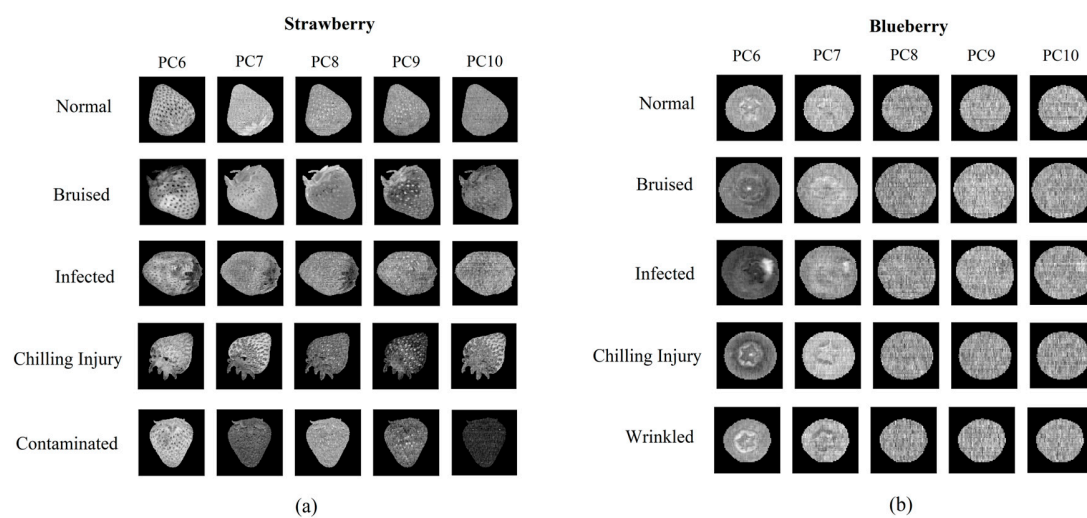 Strawberry
PC6 PC7 PC8 PC9 PC10
Normal
Bruised
Infected
Chilling Injury
Contaminated
(a)
Blueberry
PC6 PC7 PC8 PC9 PC10
Normal
Bruised
Infected
Chilling Injury
Wrinkled
(b)